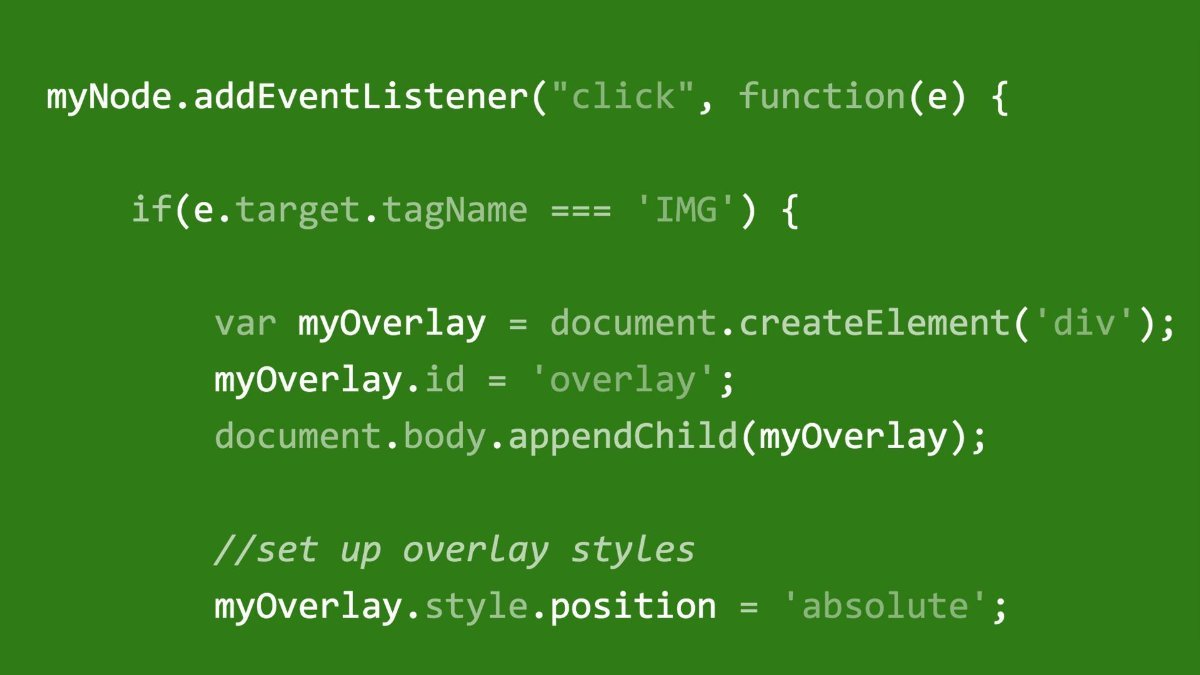 myNode.addEventListener("click", function(e) {
if(e.target.tagName === 'IMG') {
var myOverlay = document.createElement('div');
myOverlay.id = 'overlay';
document.body.appendChild(myOverlay);
//set up overlay styles
myOverlay.style.position = 'absolute';